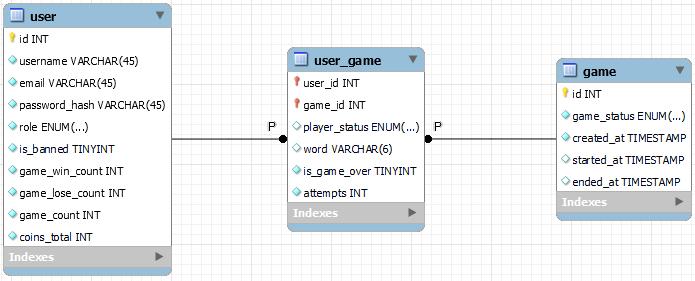 user
id INT
username VARCHAR(45)
email VARCHAR(45)
password_hash VARCHAR(45)
role ENUM(...)
is_banned TINYINT
game_win_count INT
game_lose_count INT
game_count INT
coins_total INT
Indexes
P
user_game
user_id INT
game_id INT
player_status ENUM(...)
word VARCHAR(6)
is_game_over TINYINT
attempts INT
Indexes
P
game
id INT
game_status ENUM(...)
created_at TIMESTAMP
started_at TIMESTAMP
ended_at TIMESTAMP
Indexes